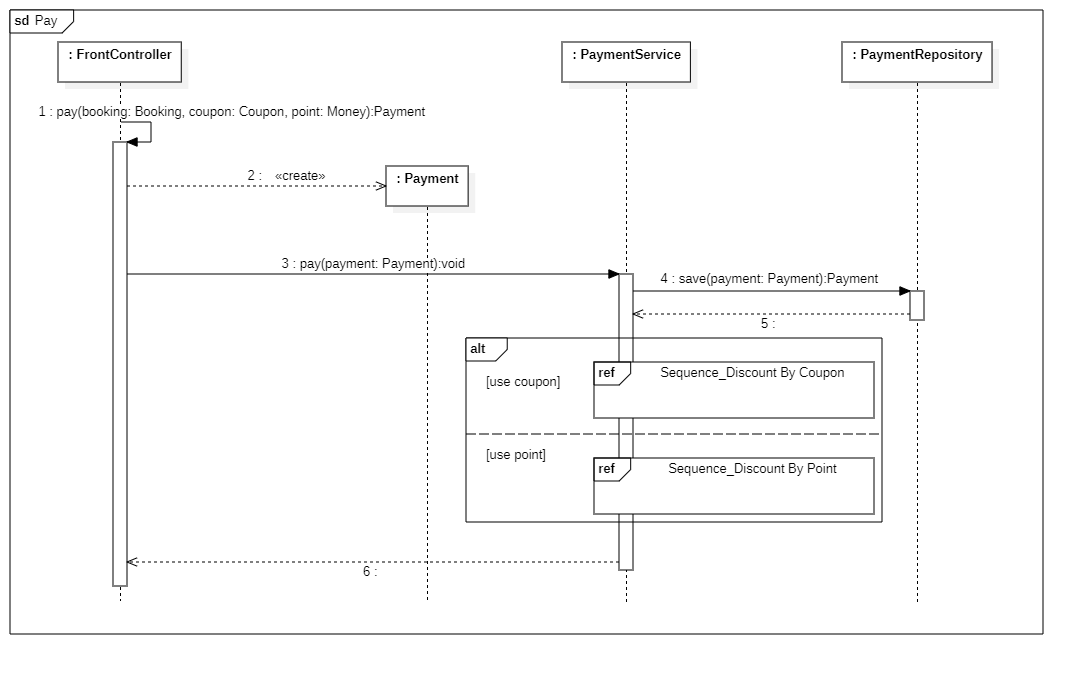 sd Pay
: FrontController
: PaymentService
: PaymentRepository
1 : pay(booking: Booking, coupon: Coupon, point: Money):Payment
2 : «create»
: Payment
3 : pay(payment: Payment):void
4 : save(payment: Payment):Payment
5 :
alt
ref
Sequence_Discount By Coupon
[use coupon]
[use point]
ref
Sequence_Discount By Point
6 :